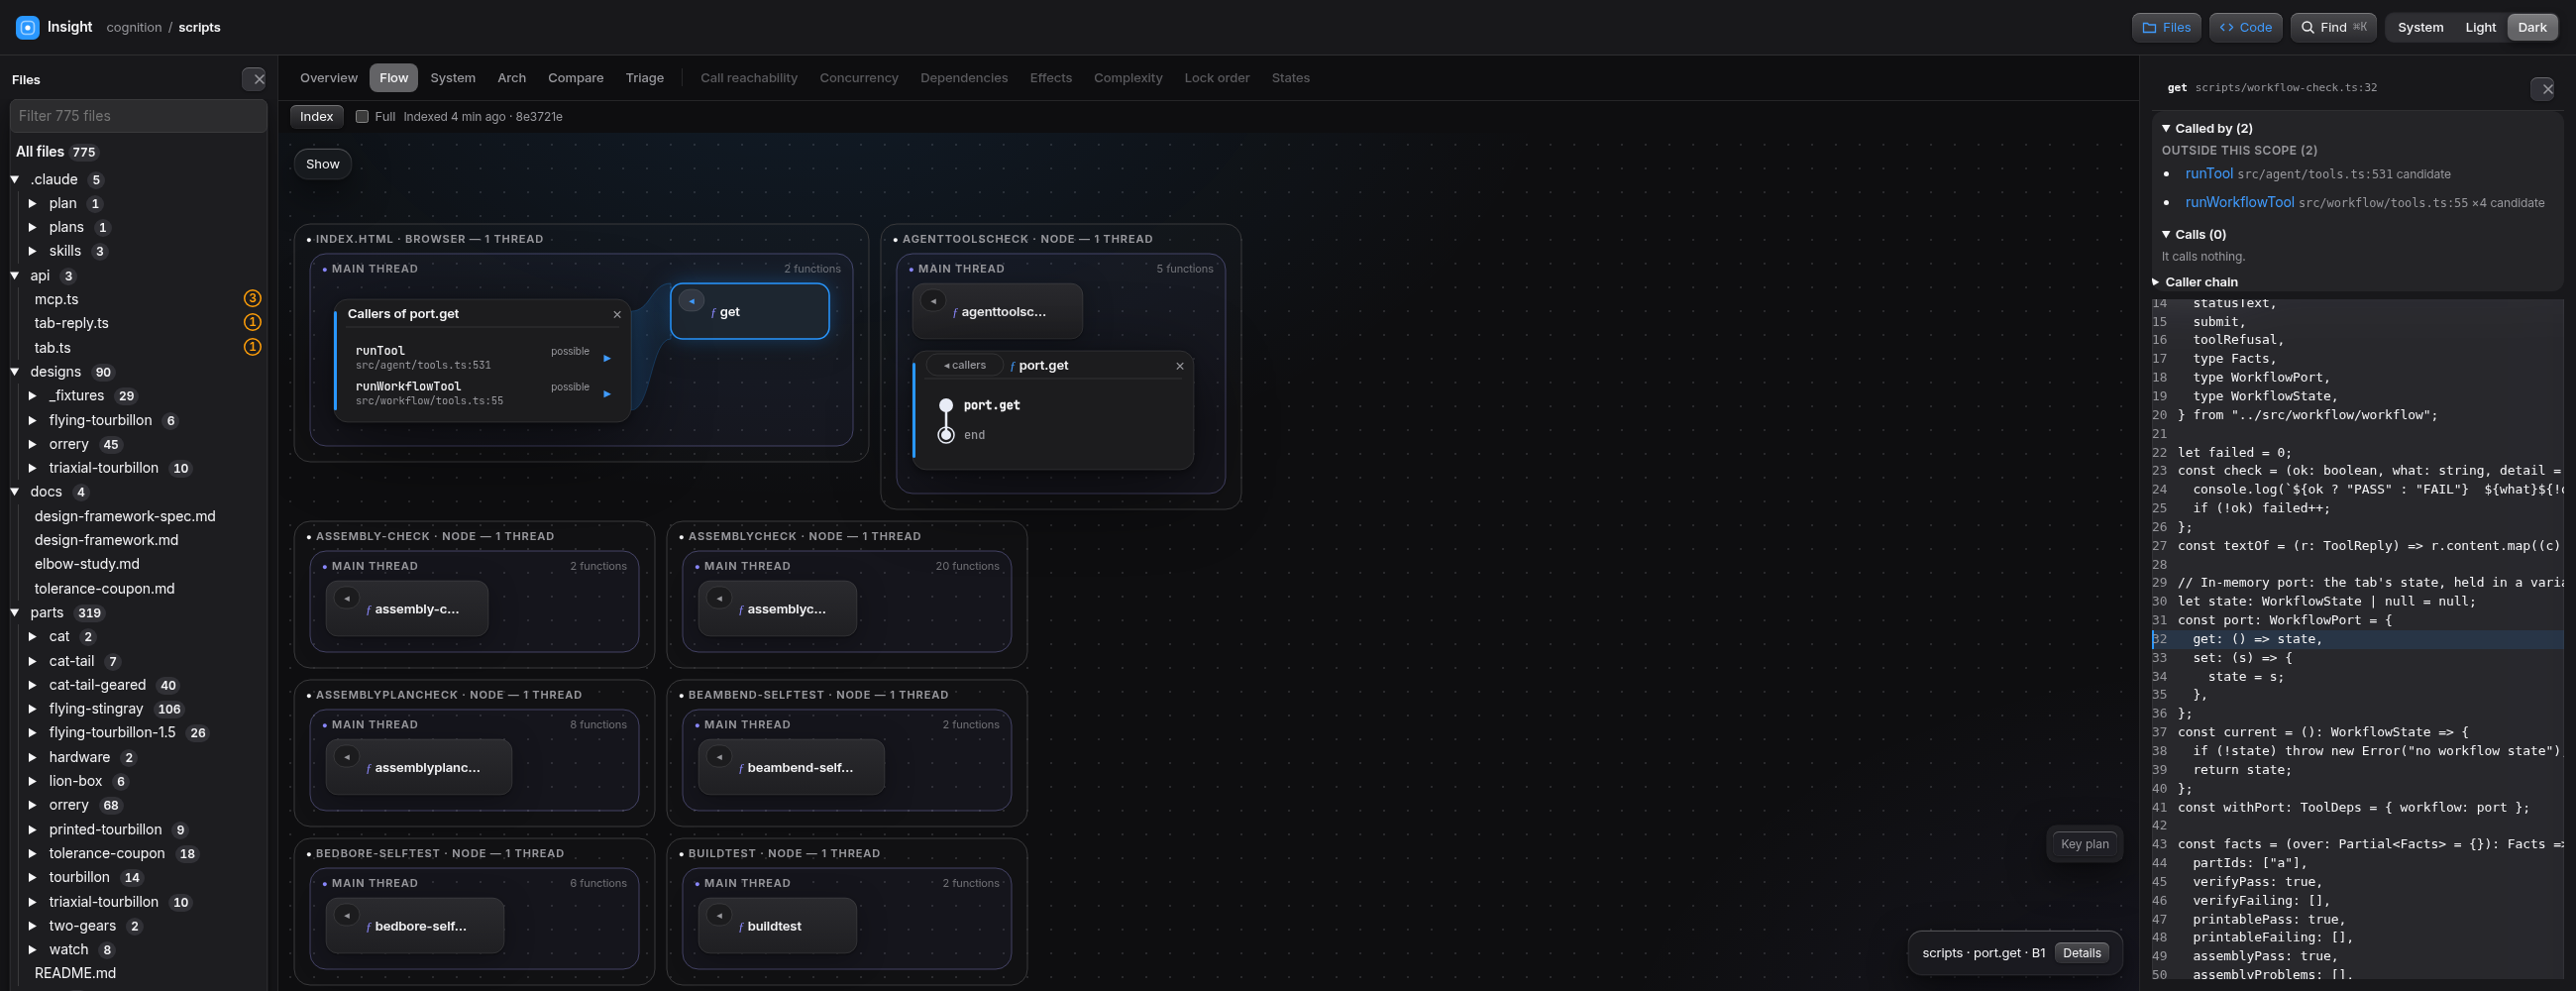 Insight cognition / scripts
Files Code Find ⌘K System Light Dark
Files
Filter 775 files
All files 775
.claude 5
plan 1
plans 1
skills 3
api 3
mcp.ts 3
tab-reply.ts 1
tab.ts 1
designs 90
_fixtures 29
flying-tourbillon 6
orrery 45
triaxial-tourbillon 10
docs 4
design-framework-spec.md
design-framework.md
elbow-study.md
tolerance-coupon.md
parts 319
cat 2
cat-tail 7
cat-tail-geared 40
flying-stingray 106
flying-tourbillon-1.5 26
hardware 2
lion-box 6
orrery 68
printed-tourbillon 9
tolerance-coupon 18
tourbillon 14
triaxial-tourbillon 10
two-gears 2
watch 8
README.md
Overview Flow System Arch Compare Triage Call reachability Concurrency Dependencies Effects Complexity Lock order States
Index Full Indexed 4 min ago · 8e3721e
Show
INDEX.HTML · BROWSER — 1 THREAD
MAIN THREAD 2 functions
Callers of port.get ×
runTool possible
src/agent/tools.ts:531
runWorkflowTool possible
src/workflow/tools.ts:55
f get
AGENTTOOLSCHECK · NODE — 1 THREAD
MAIN THREAD 5 functions
f agenttoolsc...
callers f port.get ×
port.get
end
ASSEMBLY-CHECK · NODE — 1 THREAD
MAIN THREAD 2 functions
f assembly-c...
ASSEMBLYCHECK · NODE — 1 THREAD
MAIN THREAD 20 functions
f assemblyc...
ASSEMBLYPLANCHECK · NODE — 1 THREAD
MAIN THREAD 8 functions
f assemblyplanc...
BEAMBEND-SELFTEST · NODE — 1 THREAD
MAIN THREAD 2 functions
f beambend-self...
BEDBORE-SELFTEST · NODE — 1 THREAD
MAIN THREAD 6 functions
f bedbore-self...
BUILDTEST · NODE — 1 THREAD
MAIN THREAD 2 functions
f buildtest
Key plan
scripts · port.get · B1 Details
get scripts/workflow-check.ts:32
Called by (2)
OUTSIDE THIS SCOPE (2)
runTool src/agent/tools.ts:531 candidate
runWorkflowTool src/workflow/tools.ts:55 ×4 candidate
Calls (0)
It calls nothing.
Caller chain
14 statusText,
15 submit,
16 toolRefusal,
17 type Facts,
18 type WorkflowPort,
19 type WorkflowState,
20 } from "../src/workflow/workflow";
21
22 let failed = 0;
23 const check = (ok: boolean, what: string, detail =
24 console.log(`${ok ? "PASS" : "FAIL"}  ${what}${!
25 if (!ok) failed++;
26 };
27 const textOf = (r: ToolReply) => r.content.map((c)
28
29 // In-memory port: the tab's state, held in a
30 let state: WorkflowState | null = null;
31 const port: WorkflowPort = {
32 get: () => state,
33 set: (s) => {
34 state = s;
35 },
36 };
37 const current = (): WorkflowState => {
38 if (!state) throw new Error("no workflow state")
39 return state;
40 };
41 const withPort: ToolDeps = { workflow: port };
42
43 const facts = (over: Partial<Facts> = {}): Facts =>
44 partIds: ["a"],
45 verifyPass: true,
46 verifyFailing: [],
47 printablePass: true,
48 printableFailing: [],
49 assemblyPass: true,
50 assemblyProblems: [],